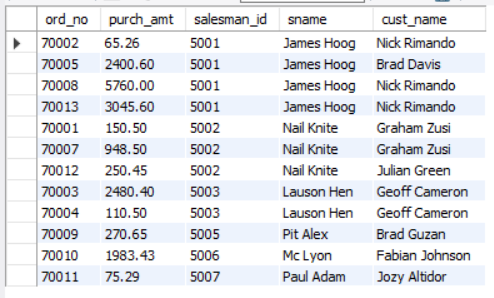 ord_no purch_amt salesman_id sname cust_name
70002 65.26 5001 James Hoog Nick Rimando
70005 2400.60 5001 James Hoog Brad Davis
70008 5760.00 5001 James Hoog Nick Rimando
70013 3045.60 5001 James Hoog Nick Rimando
70001 150.50 5002 Nail Knite Graham Zusi
70007 948.50 5002 Nail Knite Graham Zusi
70012 250.45 5002 Nail Knite Julian Green
70003 2480.40 5003 Lauson Hen Geoff Cameron
70004 110.50 5003 Lauson Hen Geoff Cameron
70009 270.65 5005 Pit Alex Brad Guzan
70010 1983.43 5006 Mc Lyon Fabian Johnson
70011 75.29 5007 Paul Adam Jozy Altidor